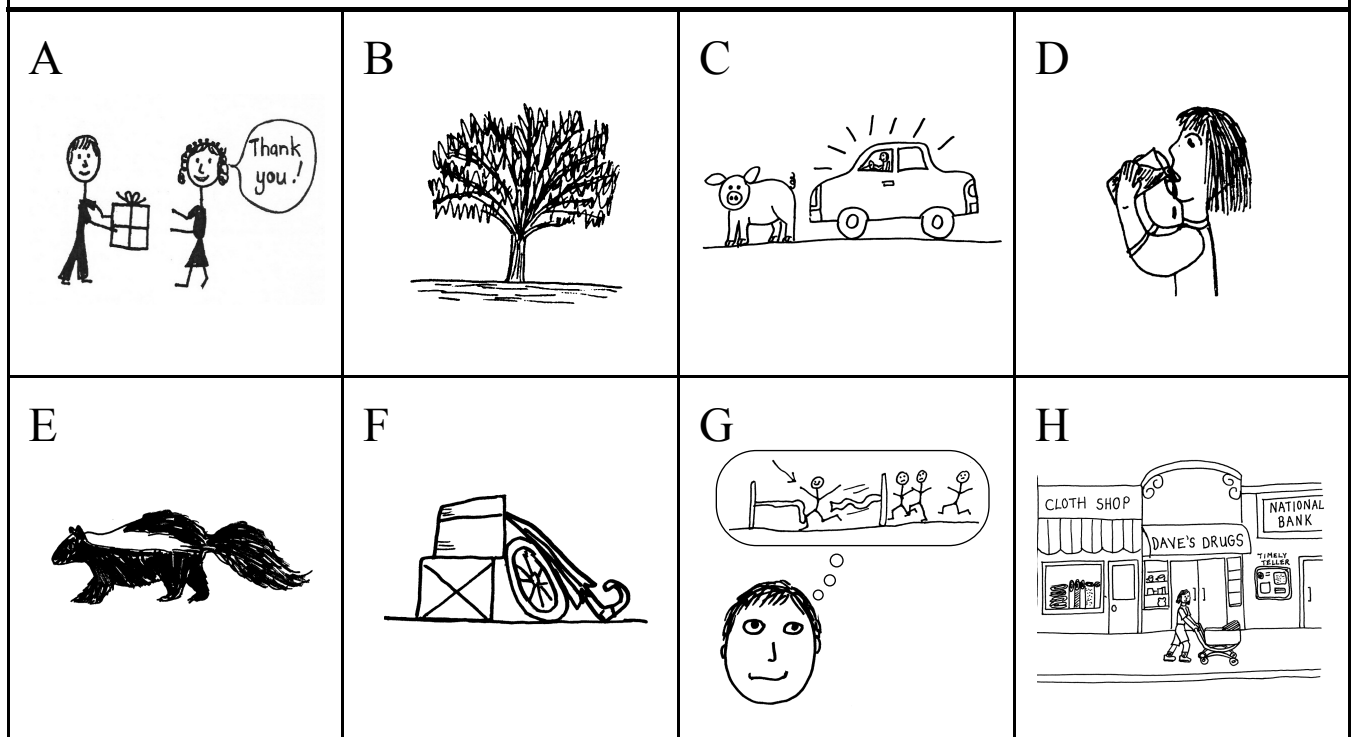 A
B
C
D
Thank
you!
E
F
G
H
CLOTH SHOP
DAVE'S DRUGS
NATIONAL
BANK
TIMELY
TELLER